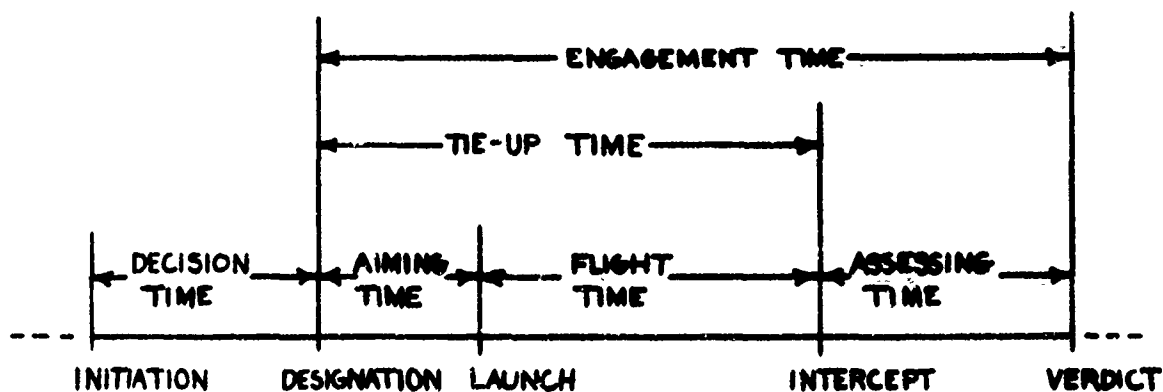 ENGAGEMENT TIME
TIE-UP TIME
DECISION TIME
AIMING TIME
FLIGHT TIME
ASSESSING TIME
INITIATION
DESIGNATION
LAUNCH
INTERCEPT
VERDICT